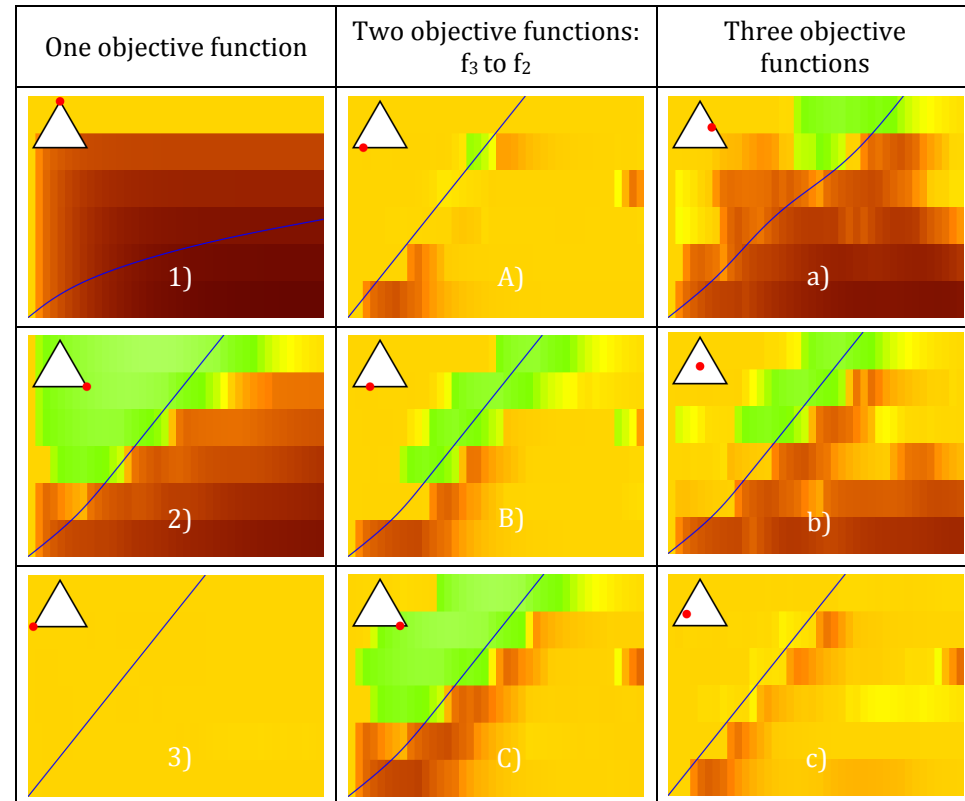 One objective function
Two objective functions:
f₃ to f₂
Three objective
functions
1)
A)
a)
2)
B)
b)
3)
C)
c)